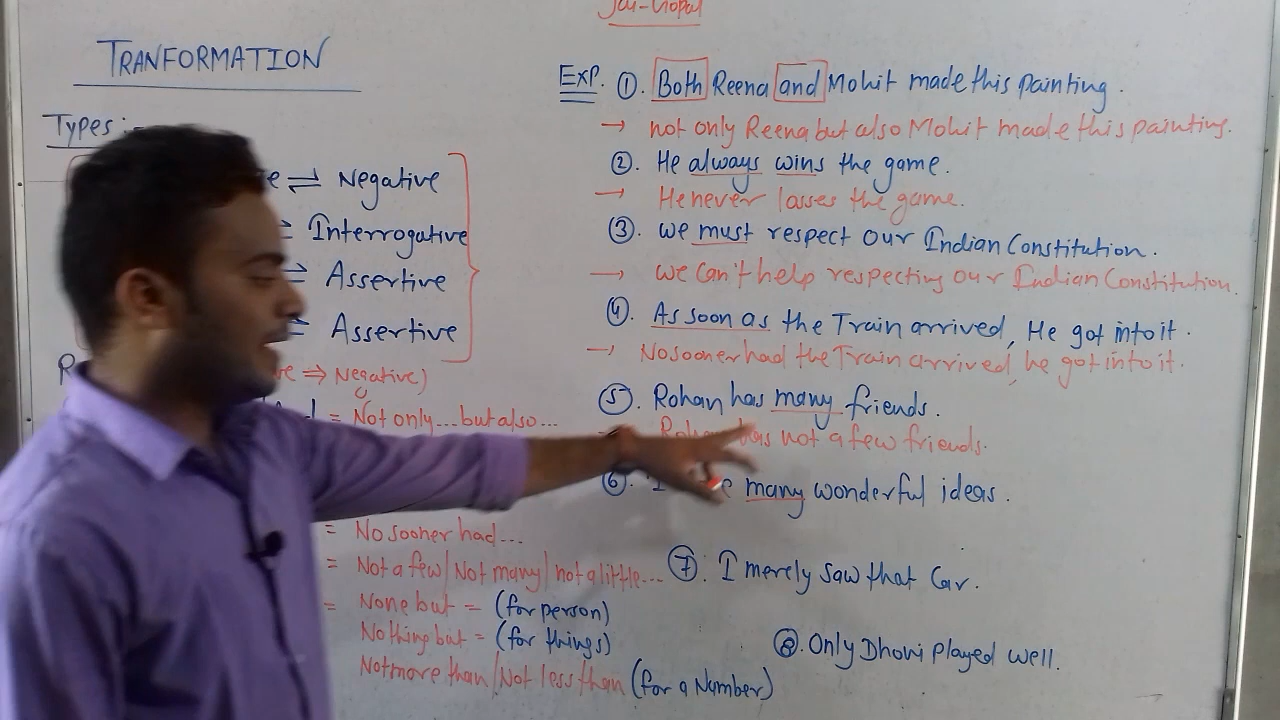 Jai-Gopal
TRANFORMATION
Types:-
⇌ Negative
Interrogative
Assertive
Assertive
⇒ Negative)
= Not only...but also...
= No sooner had...
= Not a few/Not many/not a little...
= None but = (for person)
Nothing but = (for things)
Not more than/Not less than (for a Number)
Exp. ①. Both Reena and Mohit made this painting.
→ not only Reena but also Mohit made this painting.
②. He always wins the game.
→ He never losses the game.
③. we must respect our Indian Constitution.
→ we can't help respecting our Indian Constitution.
④. As soon as the Train arrived, He got into it.
→ No sooner had the Train arrived, he got into it.
⑤. Rohan has many friends.
has not a few friends.
⑥. many wonderful ideas.
⑦. I merely saw that Car.
⑧. Only Dhoni played well.